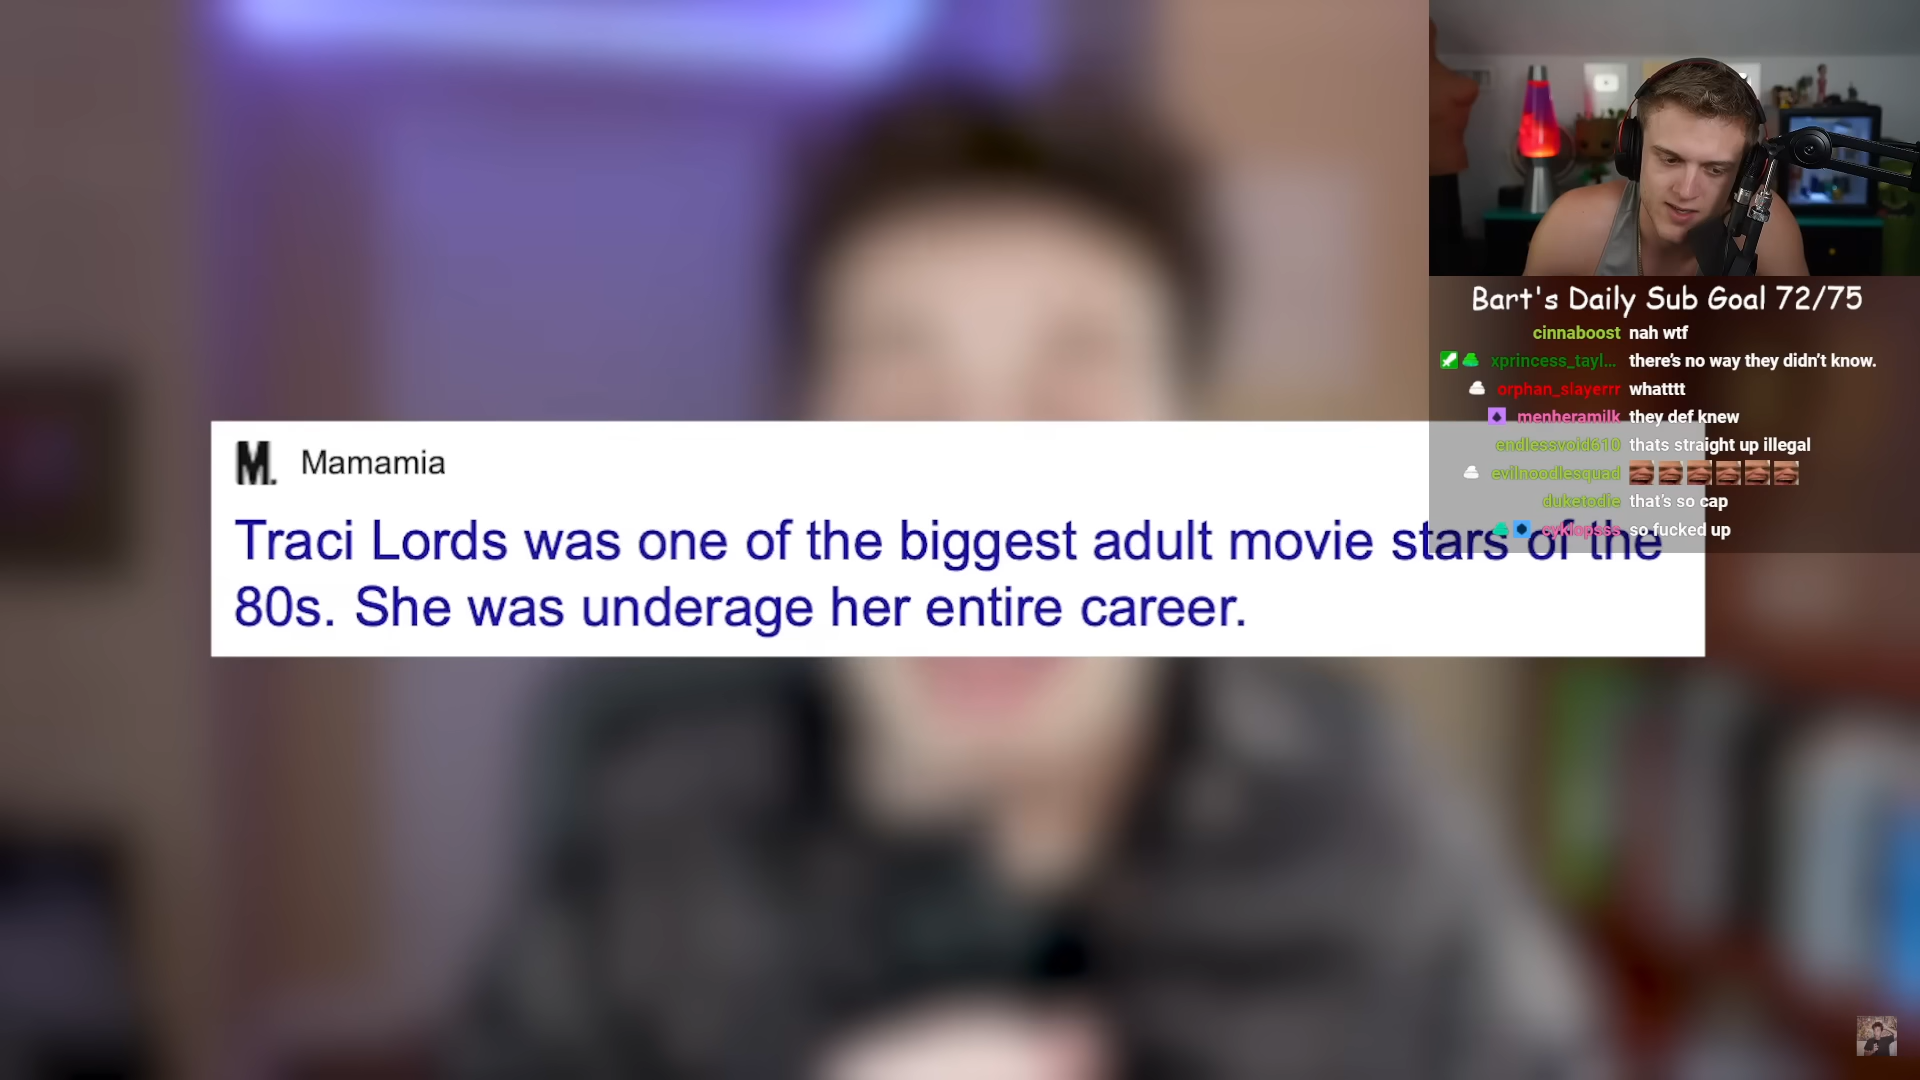 M. Mamamia
Traci Lords was one of the biggest adult movie stars of the
80s. She was underage her entire career.
Bart's Daily Sub Goal 72/75
cinnaboost nah wtf
xprincess_tayl... there's no way they didn't know.
orphan_slayerrr whatttt
menheramilk they def knew
endlessvoid610 thats straight up illegal
evilnoodlesquad
duketodie that's so cap
cyklopsss so fucked up